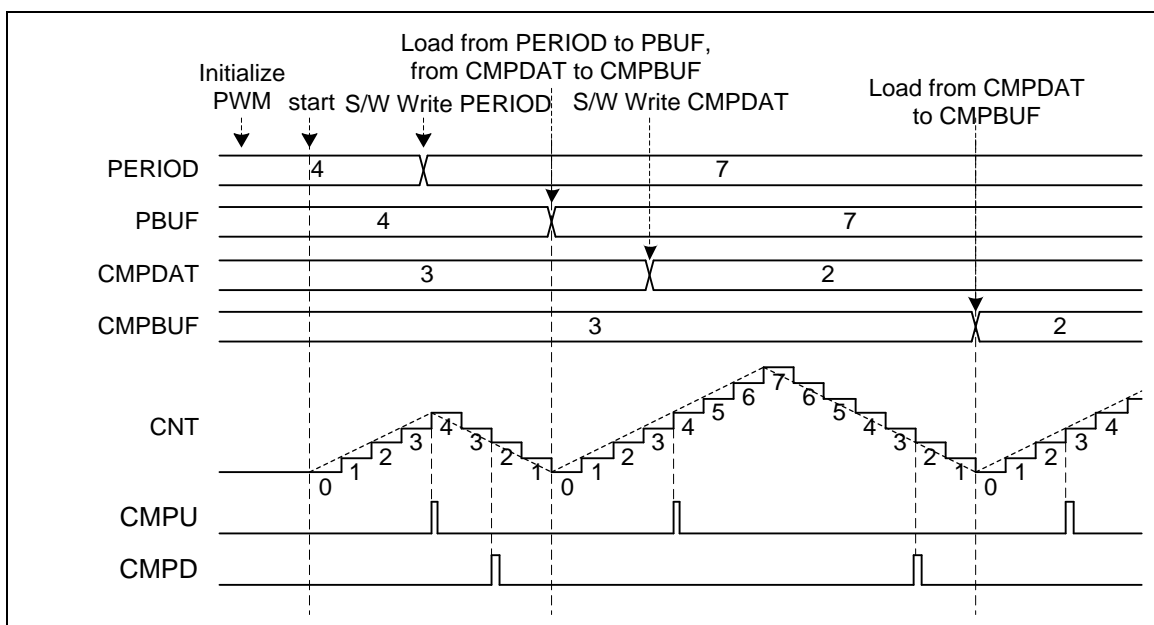 Load from PERIOD to PBUF,
from CMPDAT to CMPBUF
Initialize
PWM
start
S/W Write PERIOD
S/W Write CMPDAT
Load from CMPDAT
to CMPBUF
PERIOD 4 7
PBUF 4 7
CMPDAT 3 2
CMPBUF 3 2
CNT 0 1 2 3 4 3 2 1 0 1 2 3 4 5 6 7 6 5 4 3 2 1 0 1 2 3 4
CMPU
CMPD